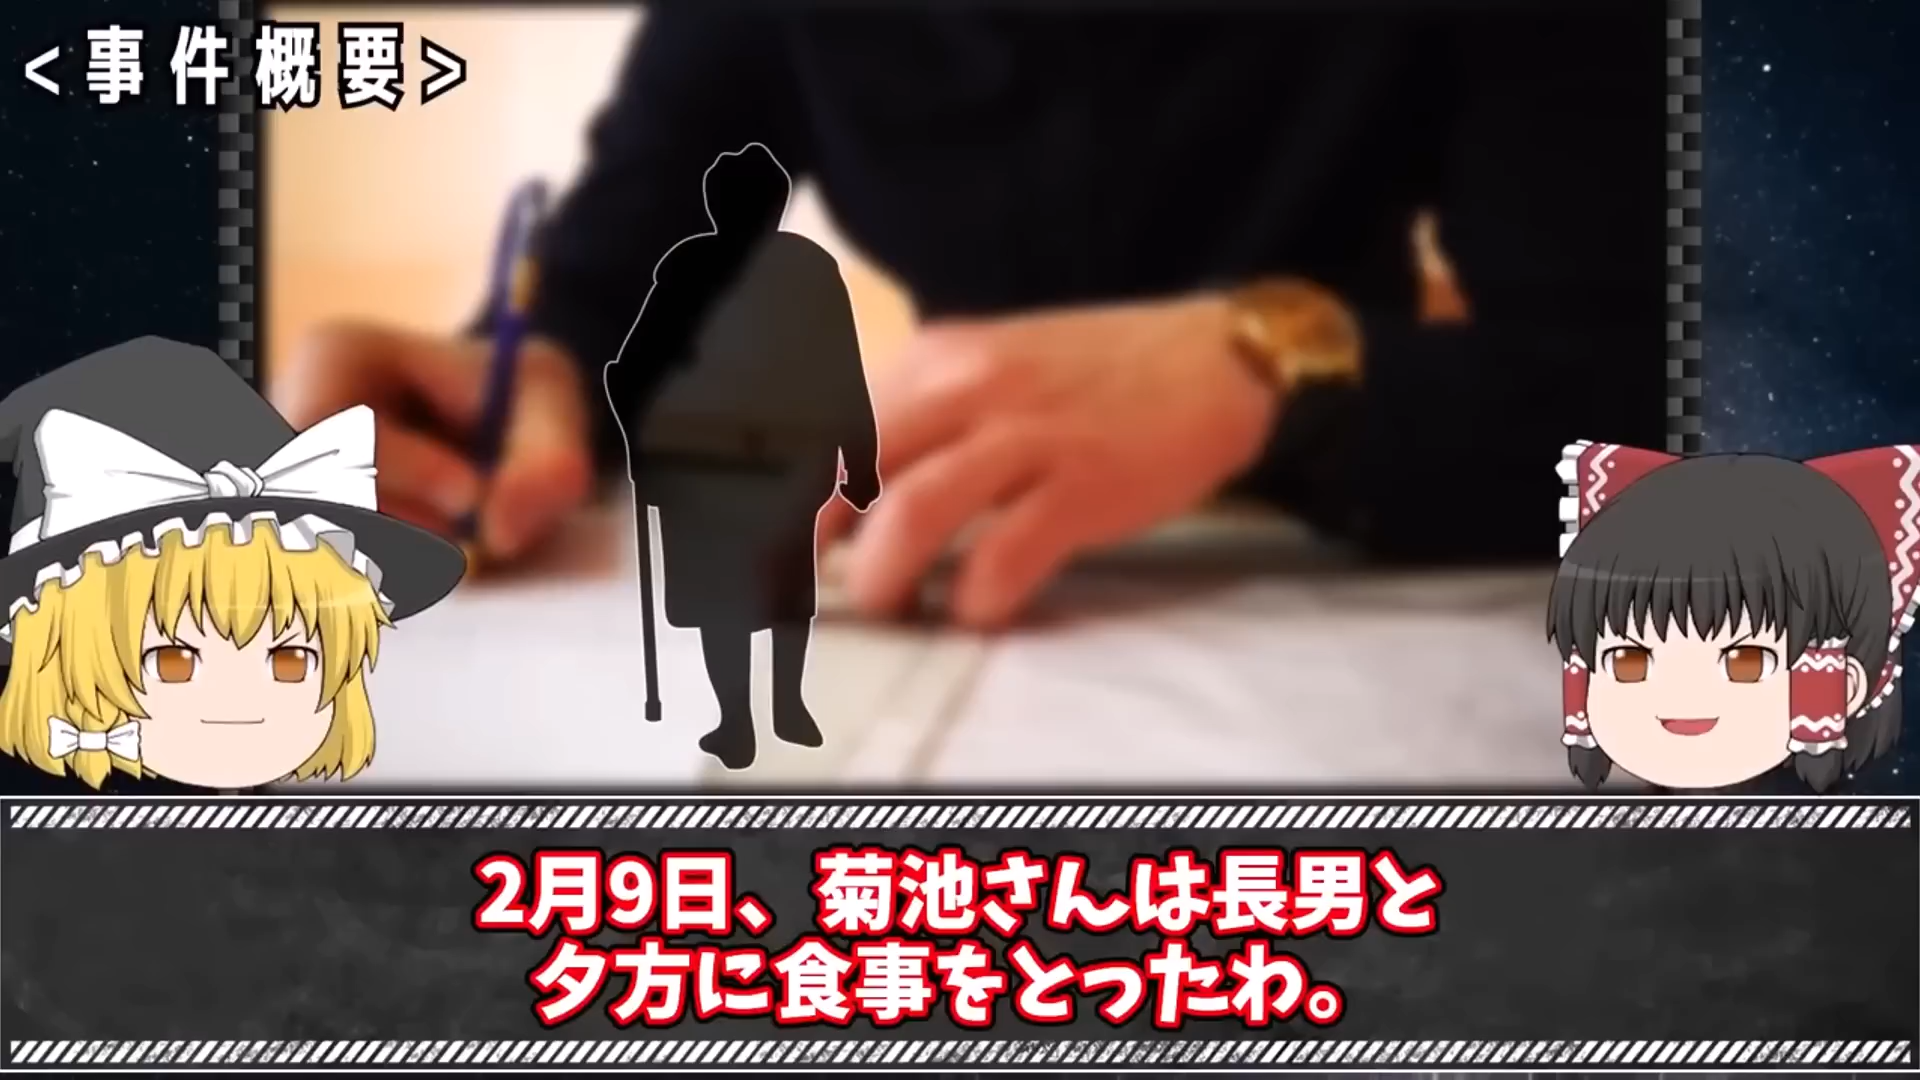 <事件概要>
2月9日、菊池さんは長男と
夕方に食事をとったわ。